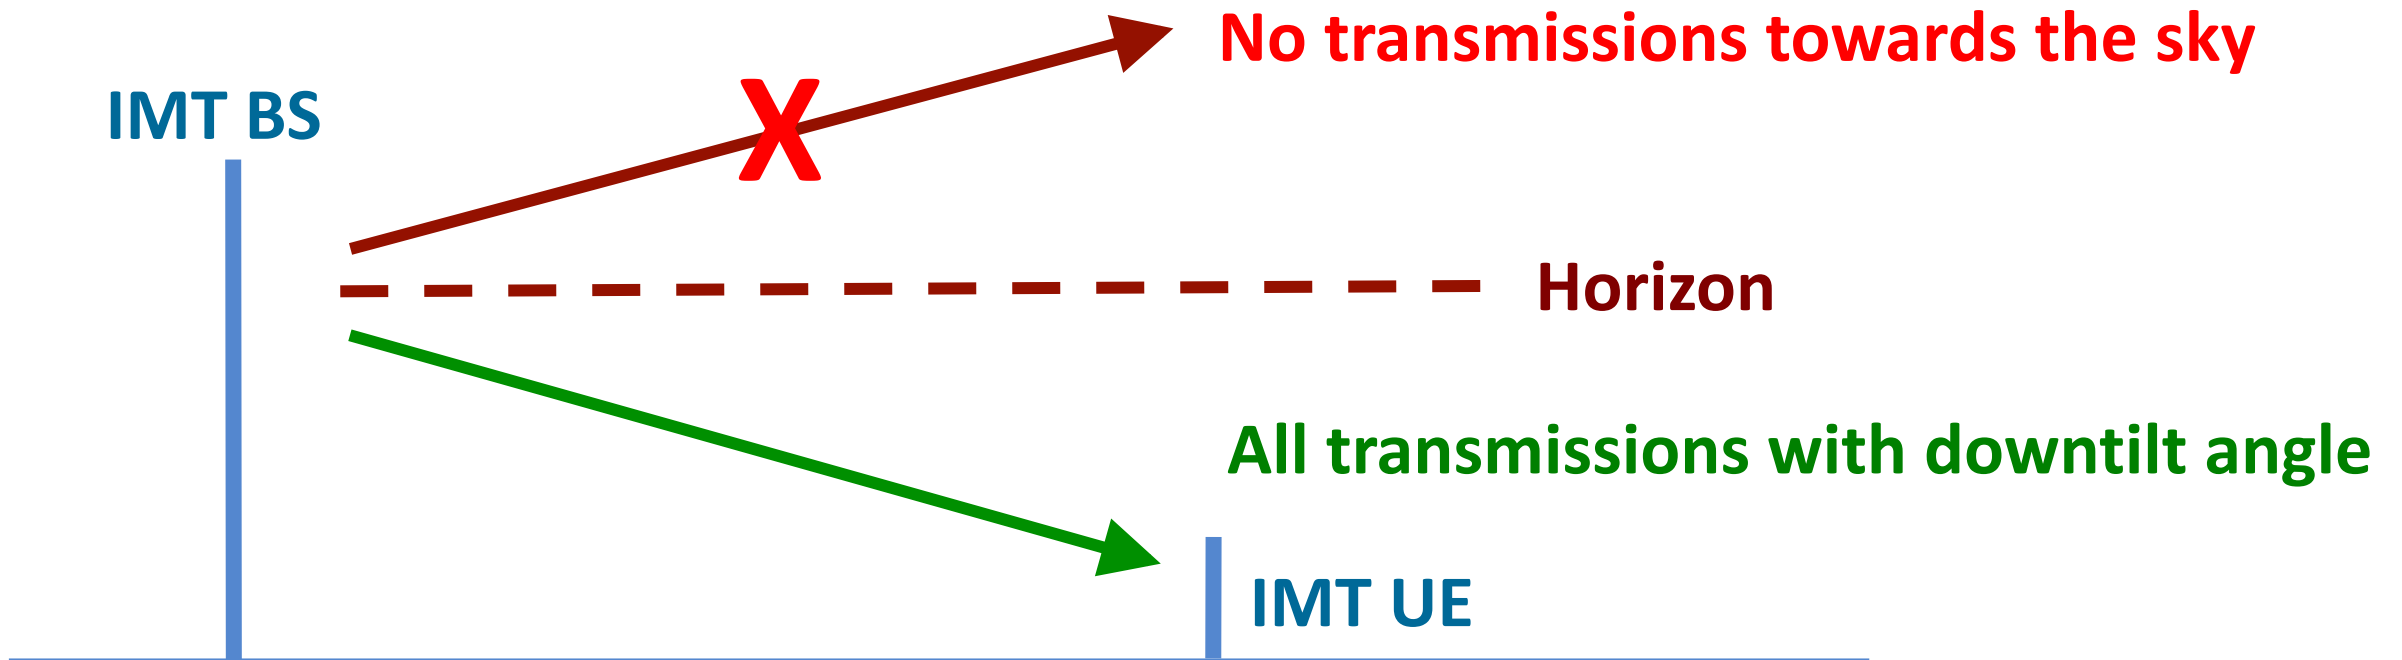 No transmissions towards the sky
IMT BS
X
Horizon
All transmissions with downtilt angle
IMT UE